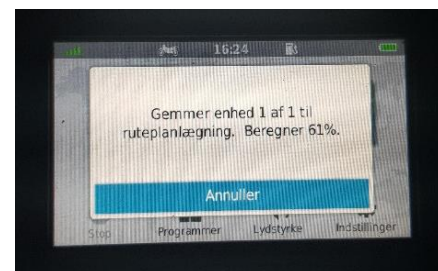 16:24
Gemmer enhed 1 af 1 til
ruteplanlægning. Beregner 61%.
Annuller
Stop Programmer Lydstyrke Indstillinger